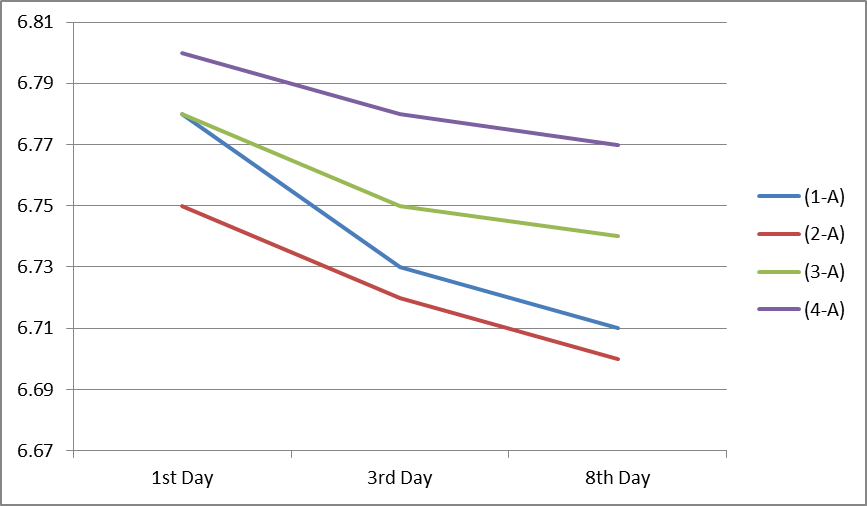 6.81
6.79
6.77
6.75
6.73
6.71
6.69
6.67
1st Day
3rd Day
8th Day
(1-A)
(2-A)
(3-A)
(4-A)